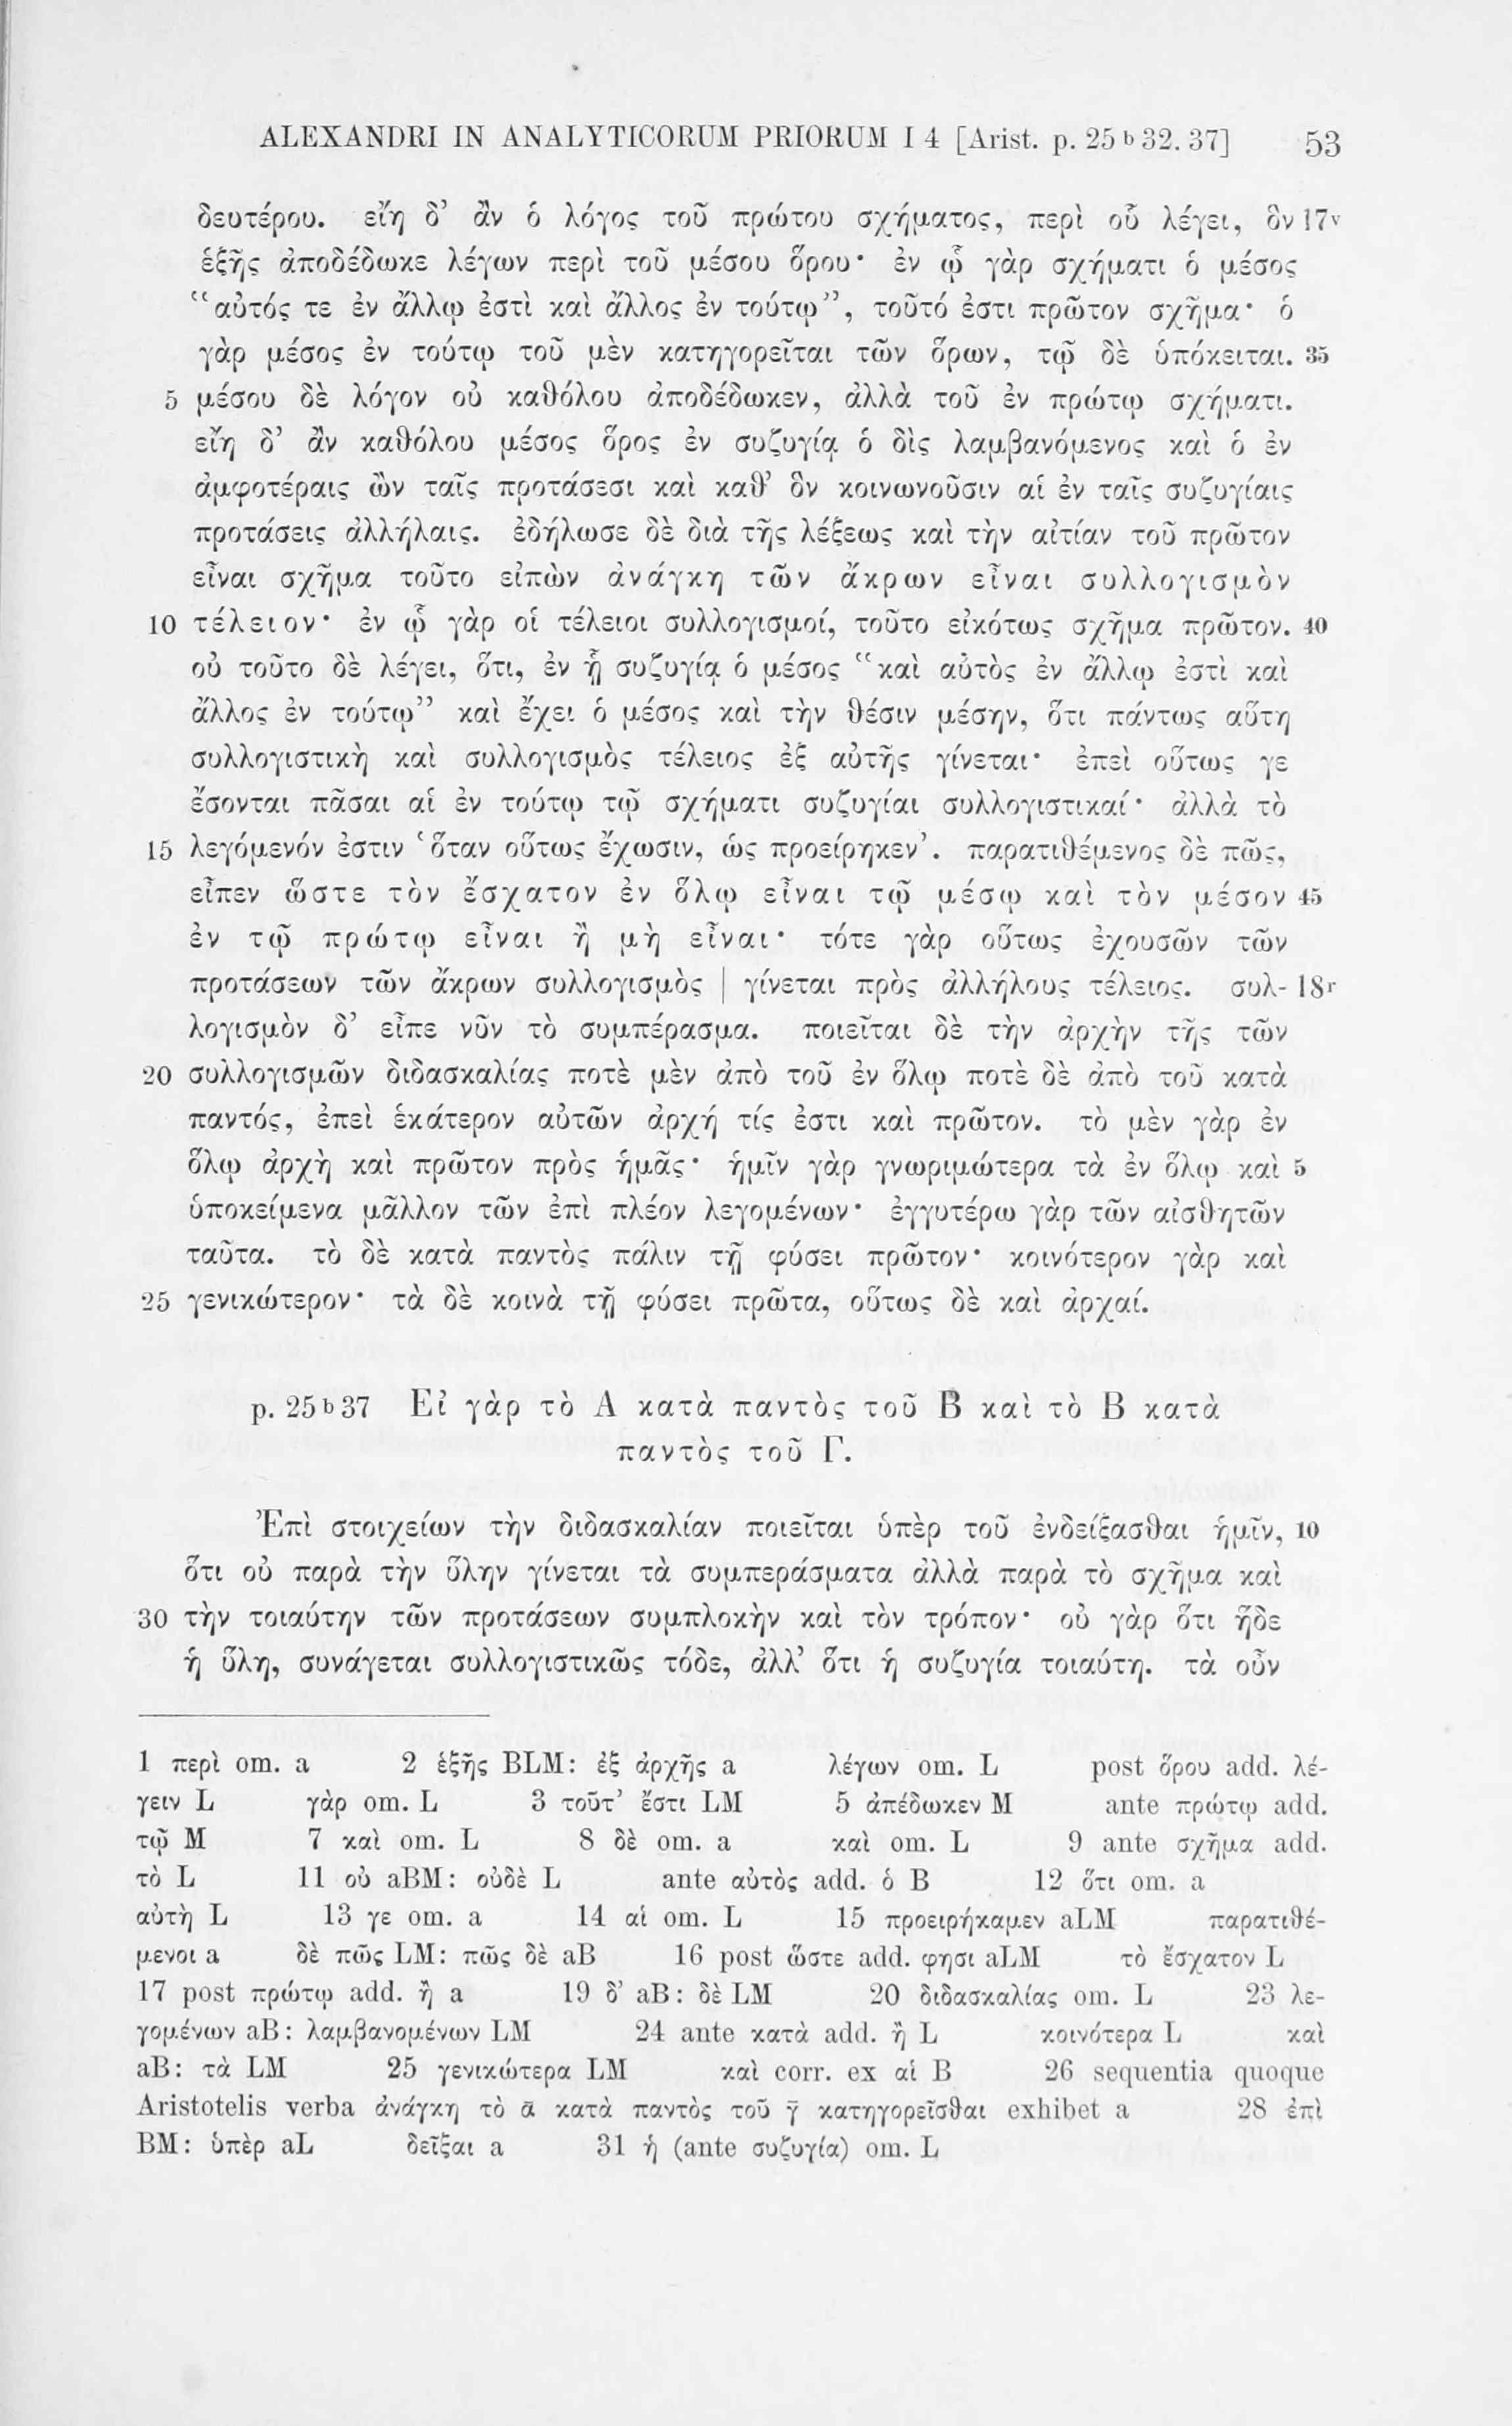 ALEXANDRI IN ANALYTICORUM PRIORUM I 4 [Arist. p. 25 b 32. 37] 53
δευτέρου. εἴη δ’ ἂν ὁ λόγος τοῦ πρώτου σχήματος, περὶ οὗ λέγει, ὃν 17v
ἑξῆς ἀποδέδωκε λέγων περὶ τοῦ μέσου ὅρου· ἐν ᾧ γὰρ σχήματι ὁ μέσος
“αὐτός τε ἐν ἄλλῳ ἐστὶ καὶ ἄλλος ἐν τούτῳ”, τοῦτό ἐστι πρῶτον σχῆμα· ὁ
γὰρ μέσος ἐν τούτῳ τοῦ μὲν κατηγορεῖται τῶν ὅρων, τῷ δὲ ὑπόκειται. 35
5 μέσου δὲ λόγον οὐ καθόλου ἀποδέδωκεν, ἀλλὰ τοῦ ἐν πρώτῳ σχήματι.
εἴη δ’ ἂν καθόλου μέσος ὅρος ἐν συζυγίᾳ ὁ δὶς λαμβανόμενος καὶ ὁ ἐν
ἀμφοτέραις ὢν ταῖς προτάσεσι καὶ καθ’ ὃν κοινωνοῦσιν αἱ ἐν ταῖς συζυγίαις
προτάσεις ἀλλήλαις. ἐδήλωσε δὲ διὰ τῆς λέξεως καὶ τὴν αἰτίαν τοῦ πρῶτον
εἶναι σχῆμα τοῦτο εἰπὼν ἀνάγκη τῶν ἄκρων εἶναι συλλογισμὸν
10 τέλειον· ἐν ᾧ γὰρ οἱ τέλειοι συλλογισμοί, τοῦτο εἰκότως σχῆμα πρῶτον. 40
οὐ τοῦτο δὲ λέγει, ὅτι, ἐν ᾗ συζυγίᾳ ὁ μέσος “καὶ αὐτὸς ἐν ἄλλῳ ἐστὶ καὶ
ἄλλος ἐν τούτῳ” καὶ ἔχει ὁ μέσος καὶ τὴν θέσιν μέσην, ὅτι πάντως αὕτη
συλλογιστικὴ καὶ συλλογισμὸς τέλειος ἐξ αὐτῆς γίνεται· ἐπεὶ οὕτως γε
ἔσονται πᾶσαι αἱ ἐν τούτῳ τῷ σχήματι συζυγίαι συλλογιστικαί· ἀλλὰ τὸ
15 λεγόμενόν ἐστιν ‘ὅταν οὕτως ἔχωσιν, ὡς προείρηκεν’. παρατιθέμενος δὲ πῶς,
εἶπεν ὥστε τὸν ἔσχατον ἐν ὅλῳ εἶναι τῷ μέσῳ καὶ τὸν μέσον 45
ἐν τῷ πρώτῳ εἶναι ἢ μὴ εἶναι· τότε γὰρ οὕτως ἐχουσῶν τῶν
προτάσεων τῶν ἄκρων συλλογισμὸς | γίνεται πρὸς ἀλλήλους τέλειος. συλ- 18r
λογισμὸν δ’ εἶπε νῦν τὸ συμπέρασμα. ποιεῖται δὲ τὴν ἀρχὴν τῆς τῶν
20 συλλογισμῶν διδασκαλίας ποτὲ μὲν ἀπὸ τοῦ ἐν ὅλῳ ποτὲ δὲ ἀπὸ τοῦ κατὰ
παντός, ἐπεὶ ἑκάτερον αὐτῶν ἀρχή τίς ἐστι καὶ πρῶτον. τὸ μὲν γὰρ ἐν
ὅλῳ ἀρχὴ καὶ πρῶτον πρὸς ἡμᾶς· ἡμῖν γὰρ γνωριμώτερα τὰ ἐν ὅλῳ καὶ 5
ὑποκείμενα μᾶλλον τῶν ἐπὶ πλέον λεγομένων· ἐγγυτέρω γὰρ τῶν αἰσθητῶν
ταῦτα. τὸ δὲ κατὰ παντὸς πάλιν τῇ φύσει πρῶτον· κοινότερον γὰρ καὶ
25 γενικώτερον· τὰ δὲ κοινὰ τῇ φύσει πρῶτα, οὕτως δὲ καὶ ἀρχαί.
p. 25 b 37 Εἰ γὰρ τὸ Α κατὰ παντὸς τοῦ Β καὶ τὸ Β κατὰ
παντὸς τοῦ Γ.
Ἐπὶ στοιχείων τὴν διδασκαλίαν ποιεῖται ὑπὲρ τοῦ ἐνδείξασθαι ἡμῖν, 10
ὅτι οὐ παρὰ τὴν ὕλην γίνεται τὰ συμπεράσματα ἀλλὰ παρὰ τὸ σχῆμα καὶ
30 τὴν τοιαύτην τῶν προτάσεων συμπλοκὴν καὶ τὸν τρόπον· οὐ γὰρ ὅτι ἥδε
ἡ ὕλη, συνάγεται συλλογιστικῶς τόδε, ἀλλ’ ὅτι ἡ συζυγία τοιαύτη. τὰ οὖν
1 περὶ om. a 2 ἑξῆς BLM: ἐξ ἀρχῆς a λέγων om. L post ὅρου add. λέ-
γειν L γὰρ om. L 3 τοῦτ’ ἔστι LM 5 ἀπέδωκεν M ante πρώτῳ add.
τῷ M 7 καὶ om. L 8 δὲ om. a καὶ om. L 9 ante σχῆμα add.
τὸ L 11 οὐ aBM: οὐδὲ L ante αὐτὸς add. ὁ B 12 ὅτι om. a
αὐτὴ L 13 γε om. a 14 αἱ om. L 15 προειρήκαμεν aLM παρατιθέ-
μενοι a δὲ πῶς LM: πῶς δὲ aB 16 post ὥστε add. φησι aLM τὸ ἔσχατον L
17 post πρώτῳ add. ἢ a 19 δ’ aB: δὲ LM 20 διδασκαλίας om. L 23 λε-
γομένων aB: λαμβανομένων LM 24 ante κατὰ add. ἢ L κοινότερα L καὶ
aB: τὰ LM 25 γενικώτερα LM καὶ corr. ex αἱ B 26 sequentia quoque
Aristotelis verba ἀνάγκη τὸ ᾱ κατὰ παντὸς τοῦ γ̄ κατηγορεῖσθαι exhibet a 28 ἐπὶ
BM: ὑπὲρ aL δεῖξαι a 31 ἡ (ante συζυγία) om. L